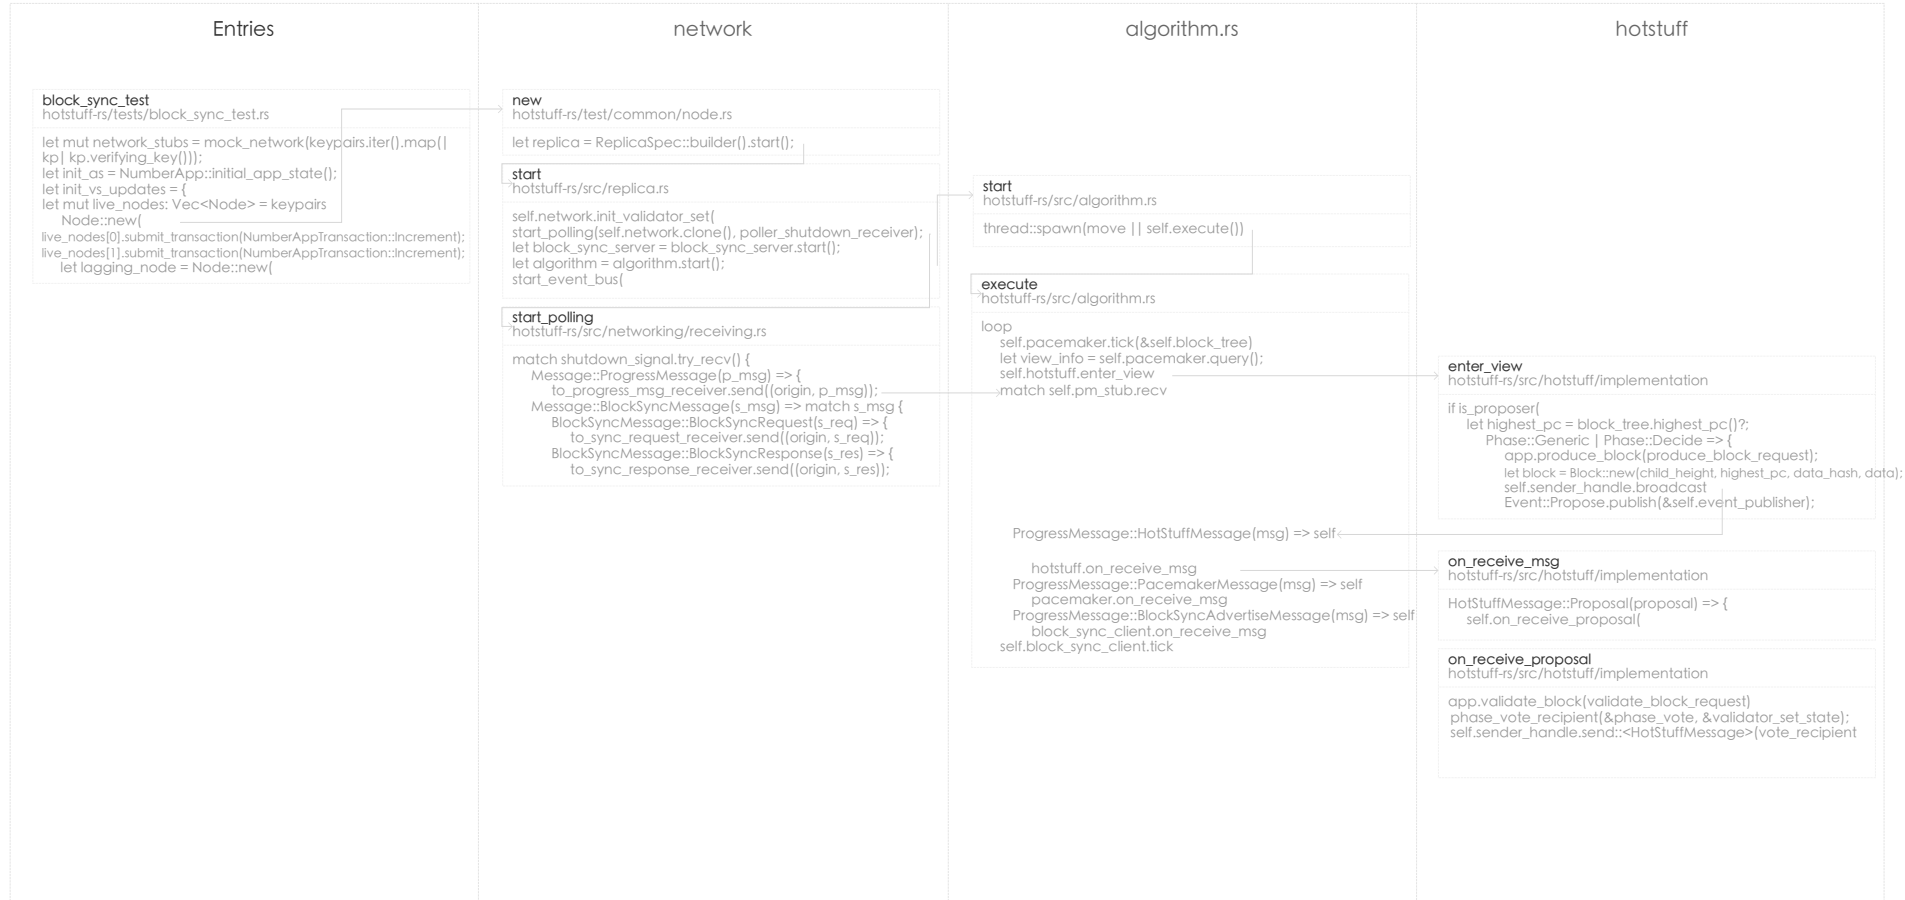 Entries
network
algorithm.rs
hotstuff
block_sync_test
hotstuff-rs/tests/block_sync_test.rs
let mut network_stubs = mock_network(keypairs.iter().map(|
kp| kp.verifying_key()));
let init_as = NumberApp::initial_app_state();
let init_vs_updates = {
let mut live_nodes: Vec<Node> = keypairs
Node::new(
live_nodes[0].submit_transaction(NumberAppTransaction::Increment);
live_nodes[1].submit_transaction(NumberAppTransaction::Increment);
let lagging_node = Node::new(
new
hotstuff-rs/test/common/node.rs
let replica = ReplicaSpec::builder().start();
start
hotstuff-rs/src/replica.rs
self.network.init_validator_set(
start_polling(self.network.clone(), poller_shutdown_receiver);
let block_sync_server = block_sync_server.start();
let algorithm = algorithm.start();
start_event_bus(
start_polling
hotstuff-rs/src/networking/receiving.rs
match shutdown_signal.try_recv() {
Message::ProgressMessage(p_msg) => {
to_progress_msg_receiver.send((origin, p_msg));
Message::BlockSyncMessage(s_msg) => match s_msg {
BlockSyncMessage::BlockSyncRequest(s_req) => {
to_sync_request_receiver.send((origin, s_req));
BlockSyncMessage::BlockSyncResponse(s_res) => {
to_sync_response_receiver.send((origin, s_res));
start
hotstuff-rs/src/algorithm.rs
thread::spawn(move || self.execute())
execute
hotstuff-rs/src/algorithm.rs
loop
self.pacemaker.tick(&self.block_tree)
let view_info = self.pacemaker.query();
self.hotstuff.enter_view
match self.pm_stub.recv
ProgressMessage::HotStuffMessage(msg) => self
hotstuff.on_receive_msg
ProgressMessage::PacemakerMessage(msg) => self
pacemaker.on_receive_msg
ProgressMessage::BlockSyncAdvertiseMessage(msg) => self
block_sync_client.on_receive_msg
self.block_sync_client.tick
enter_view
hotstuff-rs/src/hotstuff/implementation
if is_proposer(
let highest_pc = block_tree.highest_pc()?;
Phase::Generic | Phase::Decide => {
app.produce_block(produce_block_request);
let block = Block::new(child_height, highest_pc, data_hash, data);
self.sender_handle.broadcast
Event::Propose.publish(&self.event_publisher);
on_receive_msg
hotstuff-rs/src/hotstuff/implementation
HotStuffMessage::Proposal(proposal) => {
self.on_receive_proposal(
on_receive_proposal
hotstuff-rs/src/hotstuff/implementation
app.validate_block(validate_block_request)
phase_vote_recipient(&phase_vote, &validator_set_state);
self.sender_handle.send::<HotStuffMessage>(vote_recipient